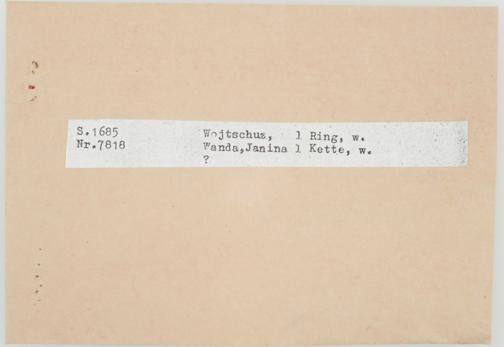 S.1685 Wojtschuz, 1 Ring, w.
Nr.7818 Wanda,Janina 1 Kette, w.
?